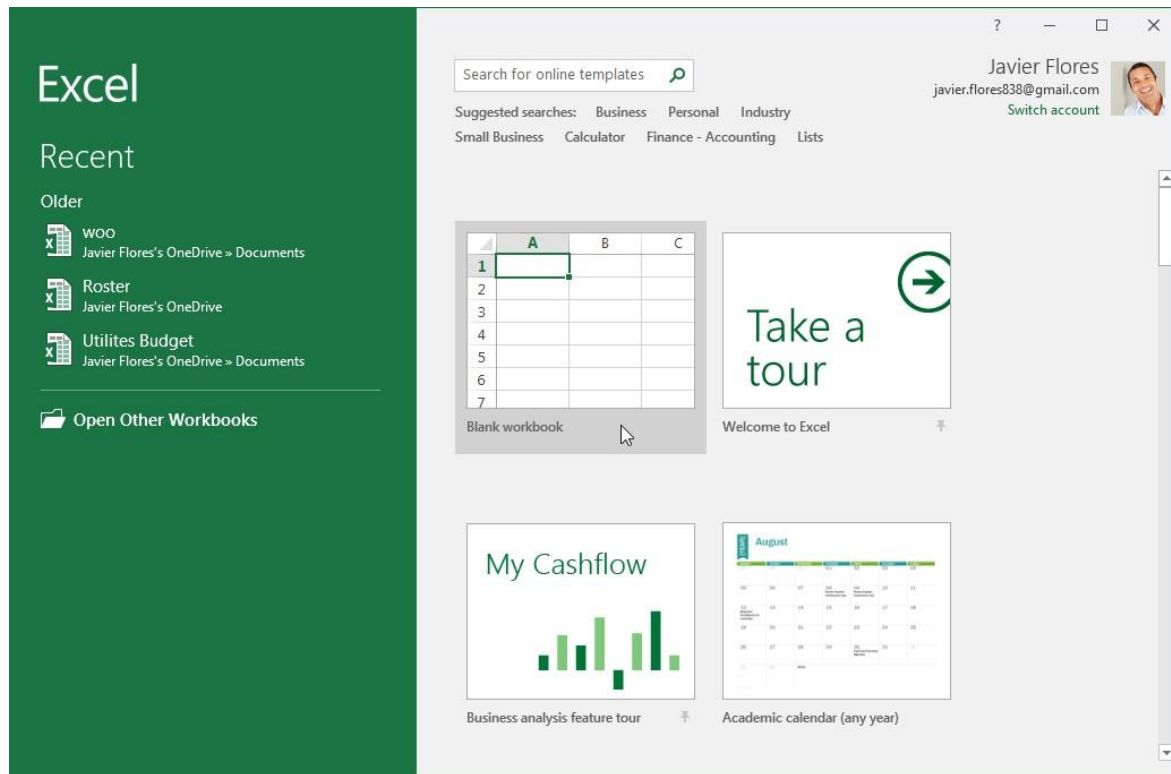 ?
Excel
Recent
Older
woo
Javier Flores's OneDrive » Documents
Roster
Javier Flores's OneDrive
Utilites Budget
Javier Flores's OneDrive » Documents
Open Other Workbooks
Search for online templates
Javier Flores
javier.flores838@gmail.com
Switch account
Suggested searches: Business Personal Industry
Small Business Calculator Finance - Accounting Lists
A B C
1
2
3
4
5
6
7
Blank workbook
Take a
tour
Welcome to Excel
My Cashflow
Business analysis feature tour
August
Academic calendar (any year)